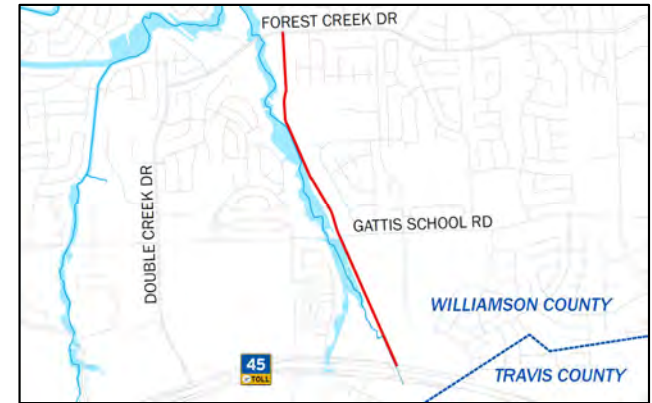 FOREST CREEK DR
DOUBLE CREEK DR
GATTIS SCHOOL RD
WILLIAMSON COUNTY
45
TOLL
TRAVIS COUNTY